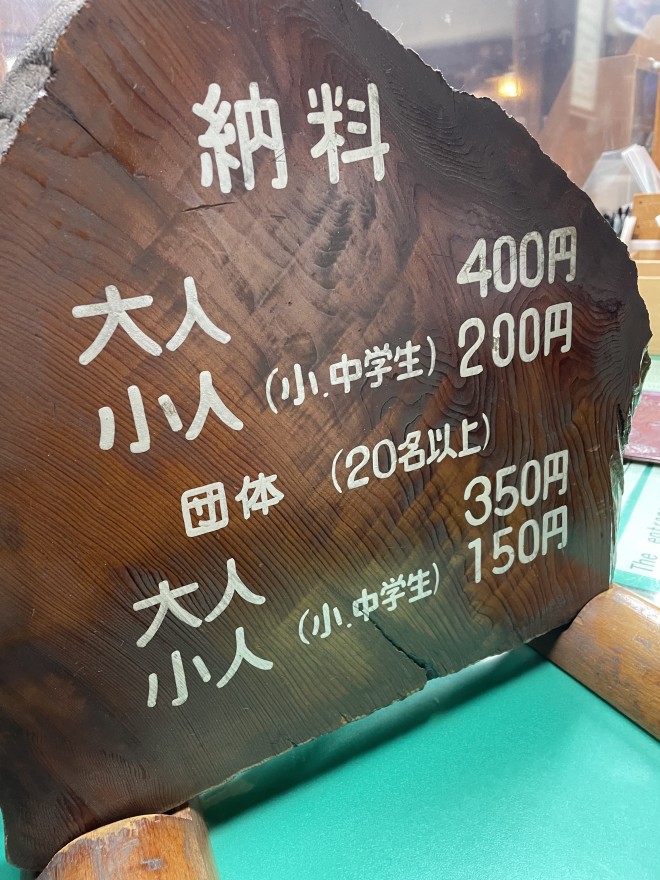 納料
大人 400円
小人 (小.中学生) 200円
団体 (20名以上)
大人 350円
小人 (小.中学生) 150円
The entran